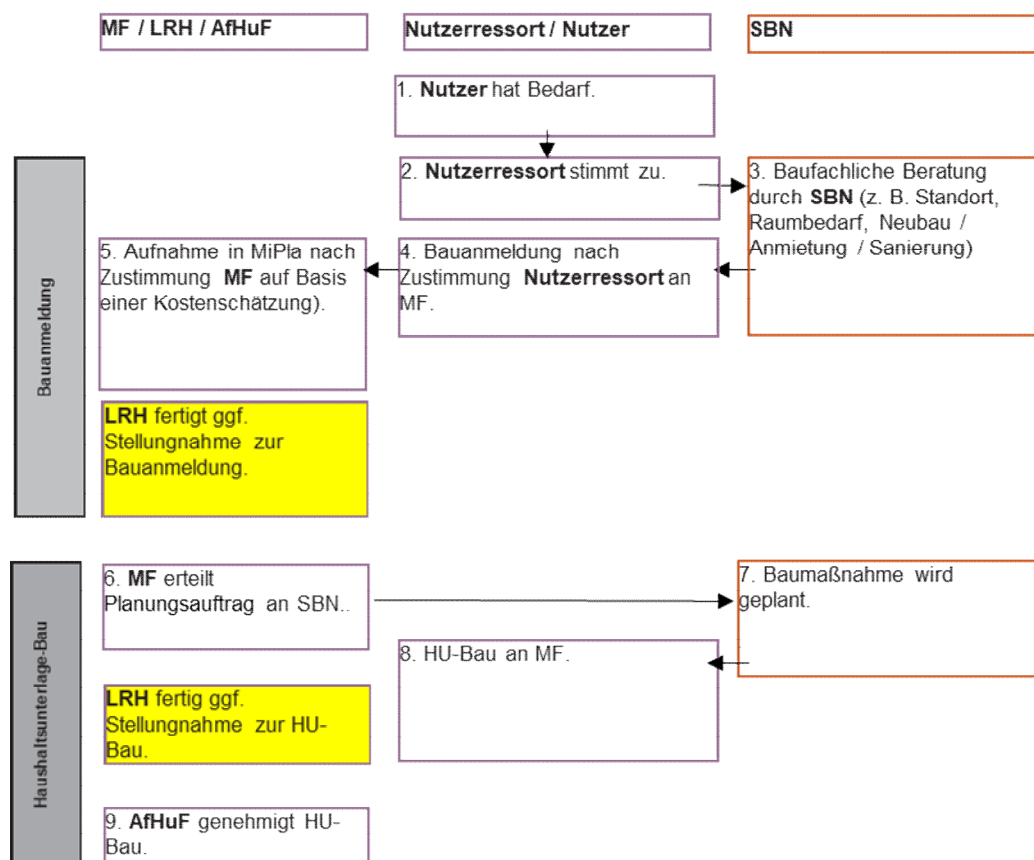 MF / LRH / AfHuF
Nutzerressort / Nutzer
SBN
1. Nutzer hat Bedarf.
Bauanmeldung
2. Nutzerressort stimmt zu.
3. Baufachliche Beratung
durch SBN (z. B. Standort,
Raumbedarf, Neubau /
Anmietung / Sanierung)
4. Bauanmeldung nach
Zustimmung Nutzerressort an
MF.
5. Aufnahme in MiPla nach
Zustimmung MF auf Basis
einer Kostenschätzung).
LRH fertigt ggf.
Stellungnahme zur
Bauanmeldung.
Haushaltsunterlage-Bau
6. MF erteilt
Planungsauftrag an SBN..
7. Baumaßnahme wird
geplant.
8. HU-Bau an MF.
LRH fertig ggf.
Stellungnahme zur HU-
Bau.
9. AfHuF genehmigt HU-
Bau.